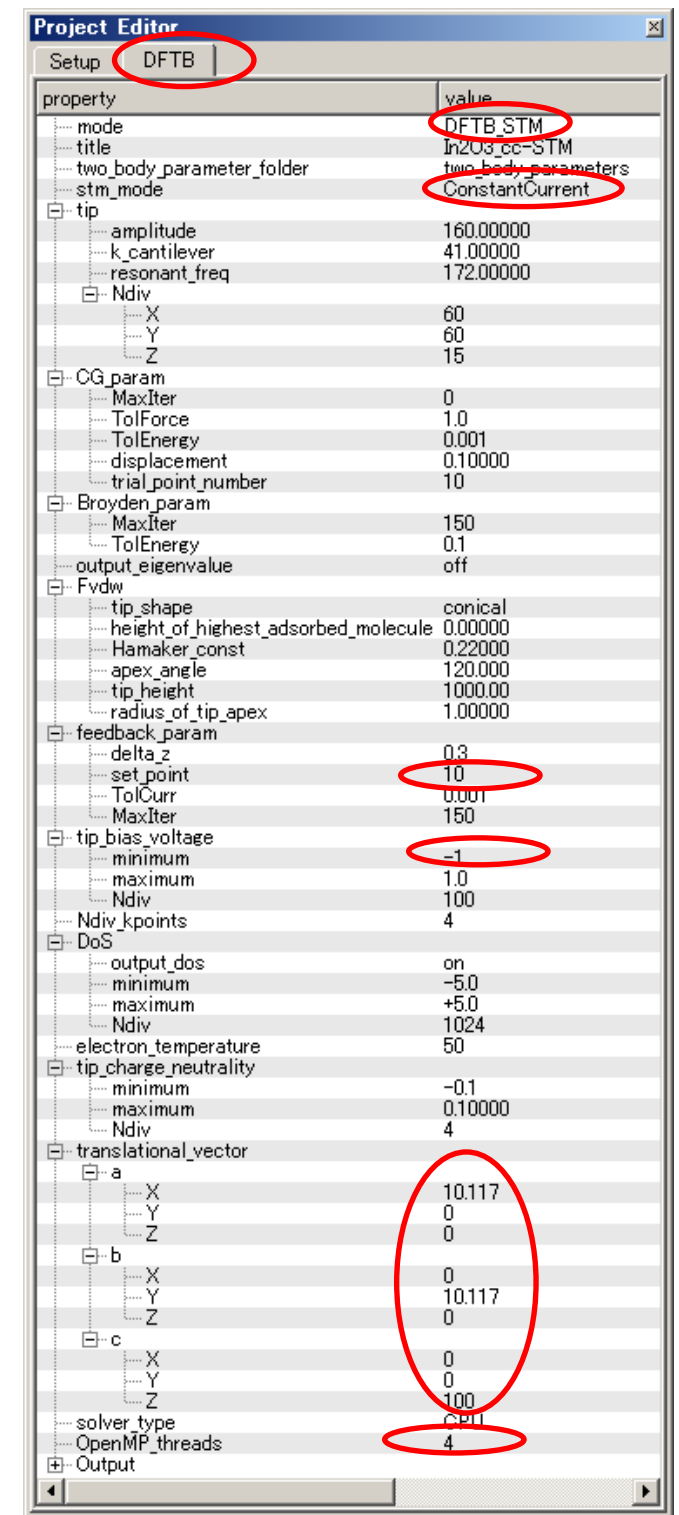 Project Editor
Setup DFTB
property value
mode DFTB_STM
title In2O3_cc-STM
two_body_parameter_folder two_body_parameters
stm_mode ConstantCurrent
tip
amplitude 160.00000
k_cantilever 41.00000
resonant_freq 172.00000
Ndiv
X 60
Y 60
Z 15
CG_param
MaxIter 0
TolForce 1.0
TolEnergy 0.001
displacement 0.10000
trial_point_number 10
Broyden_param
MaxIter 150
TolEnergy 0.1
output_eigenvalue off
Fvdw
tip_shape conical
height_of_highest_adsorbed_molecule 0.00000
Hamaker_const 0.22000
apex_angle 120.000
tip_height 1000.00
radius_of_tip_apex 1.00000
feedback_param
delta_z 0.3
set_point 10
TolCurr 0.001
MaxIter 150
tip_bias_voltage
minimum -1
maximum 1.0
Ndiv 100
Ndiv_kpoints 4
DoS
output_dos on
minimum -5.0
maximum +5.0
Ndiv 1024
electron_temperature 50
tip_charge_neutrality
minimum -0.1
maximum 0.10000
Ndiv 4
translational_vector
a
X 10.117
Y 0
Z 0
b
X 0
Y 10.117
Z 0
c
X 0
Y 0
Z 100
solver_type CPU
OpenMP_threads 4
Output